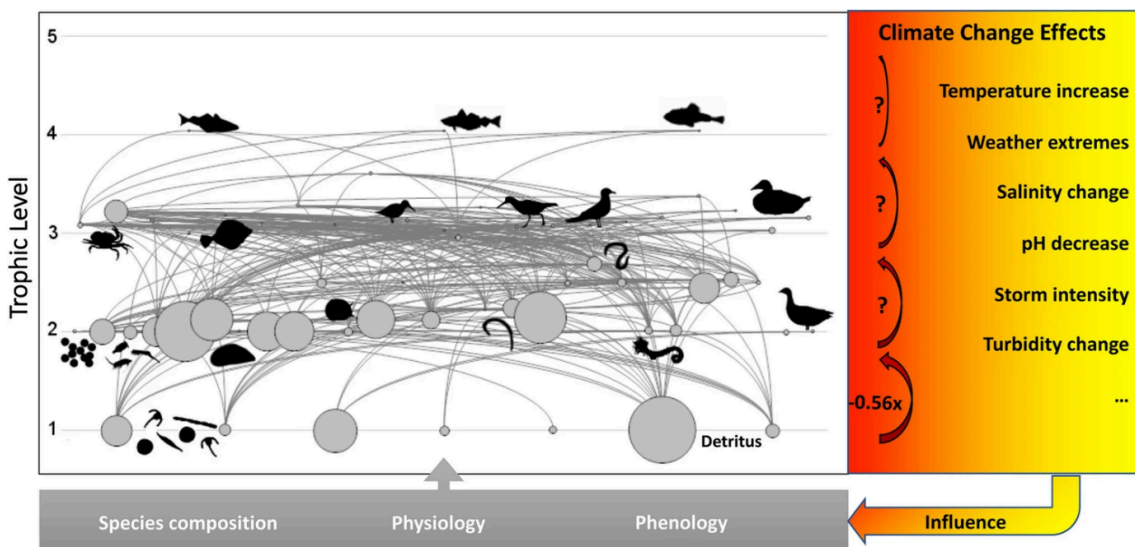 5
4
3
2
1
Trophic Level
Detritus
Climate Change Effects
?
Temperature increase
Weather extremes
?
Salinity change
pH decrease
?
Storm intensity
Turbidity change
-0.56x
...
Species composition
Physiology
Phenology
Influence